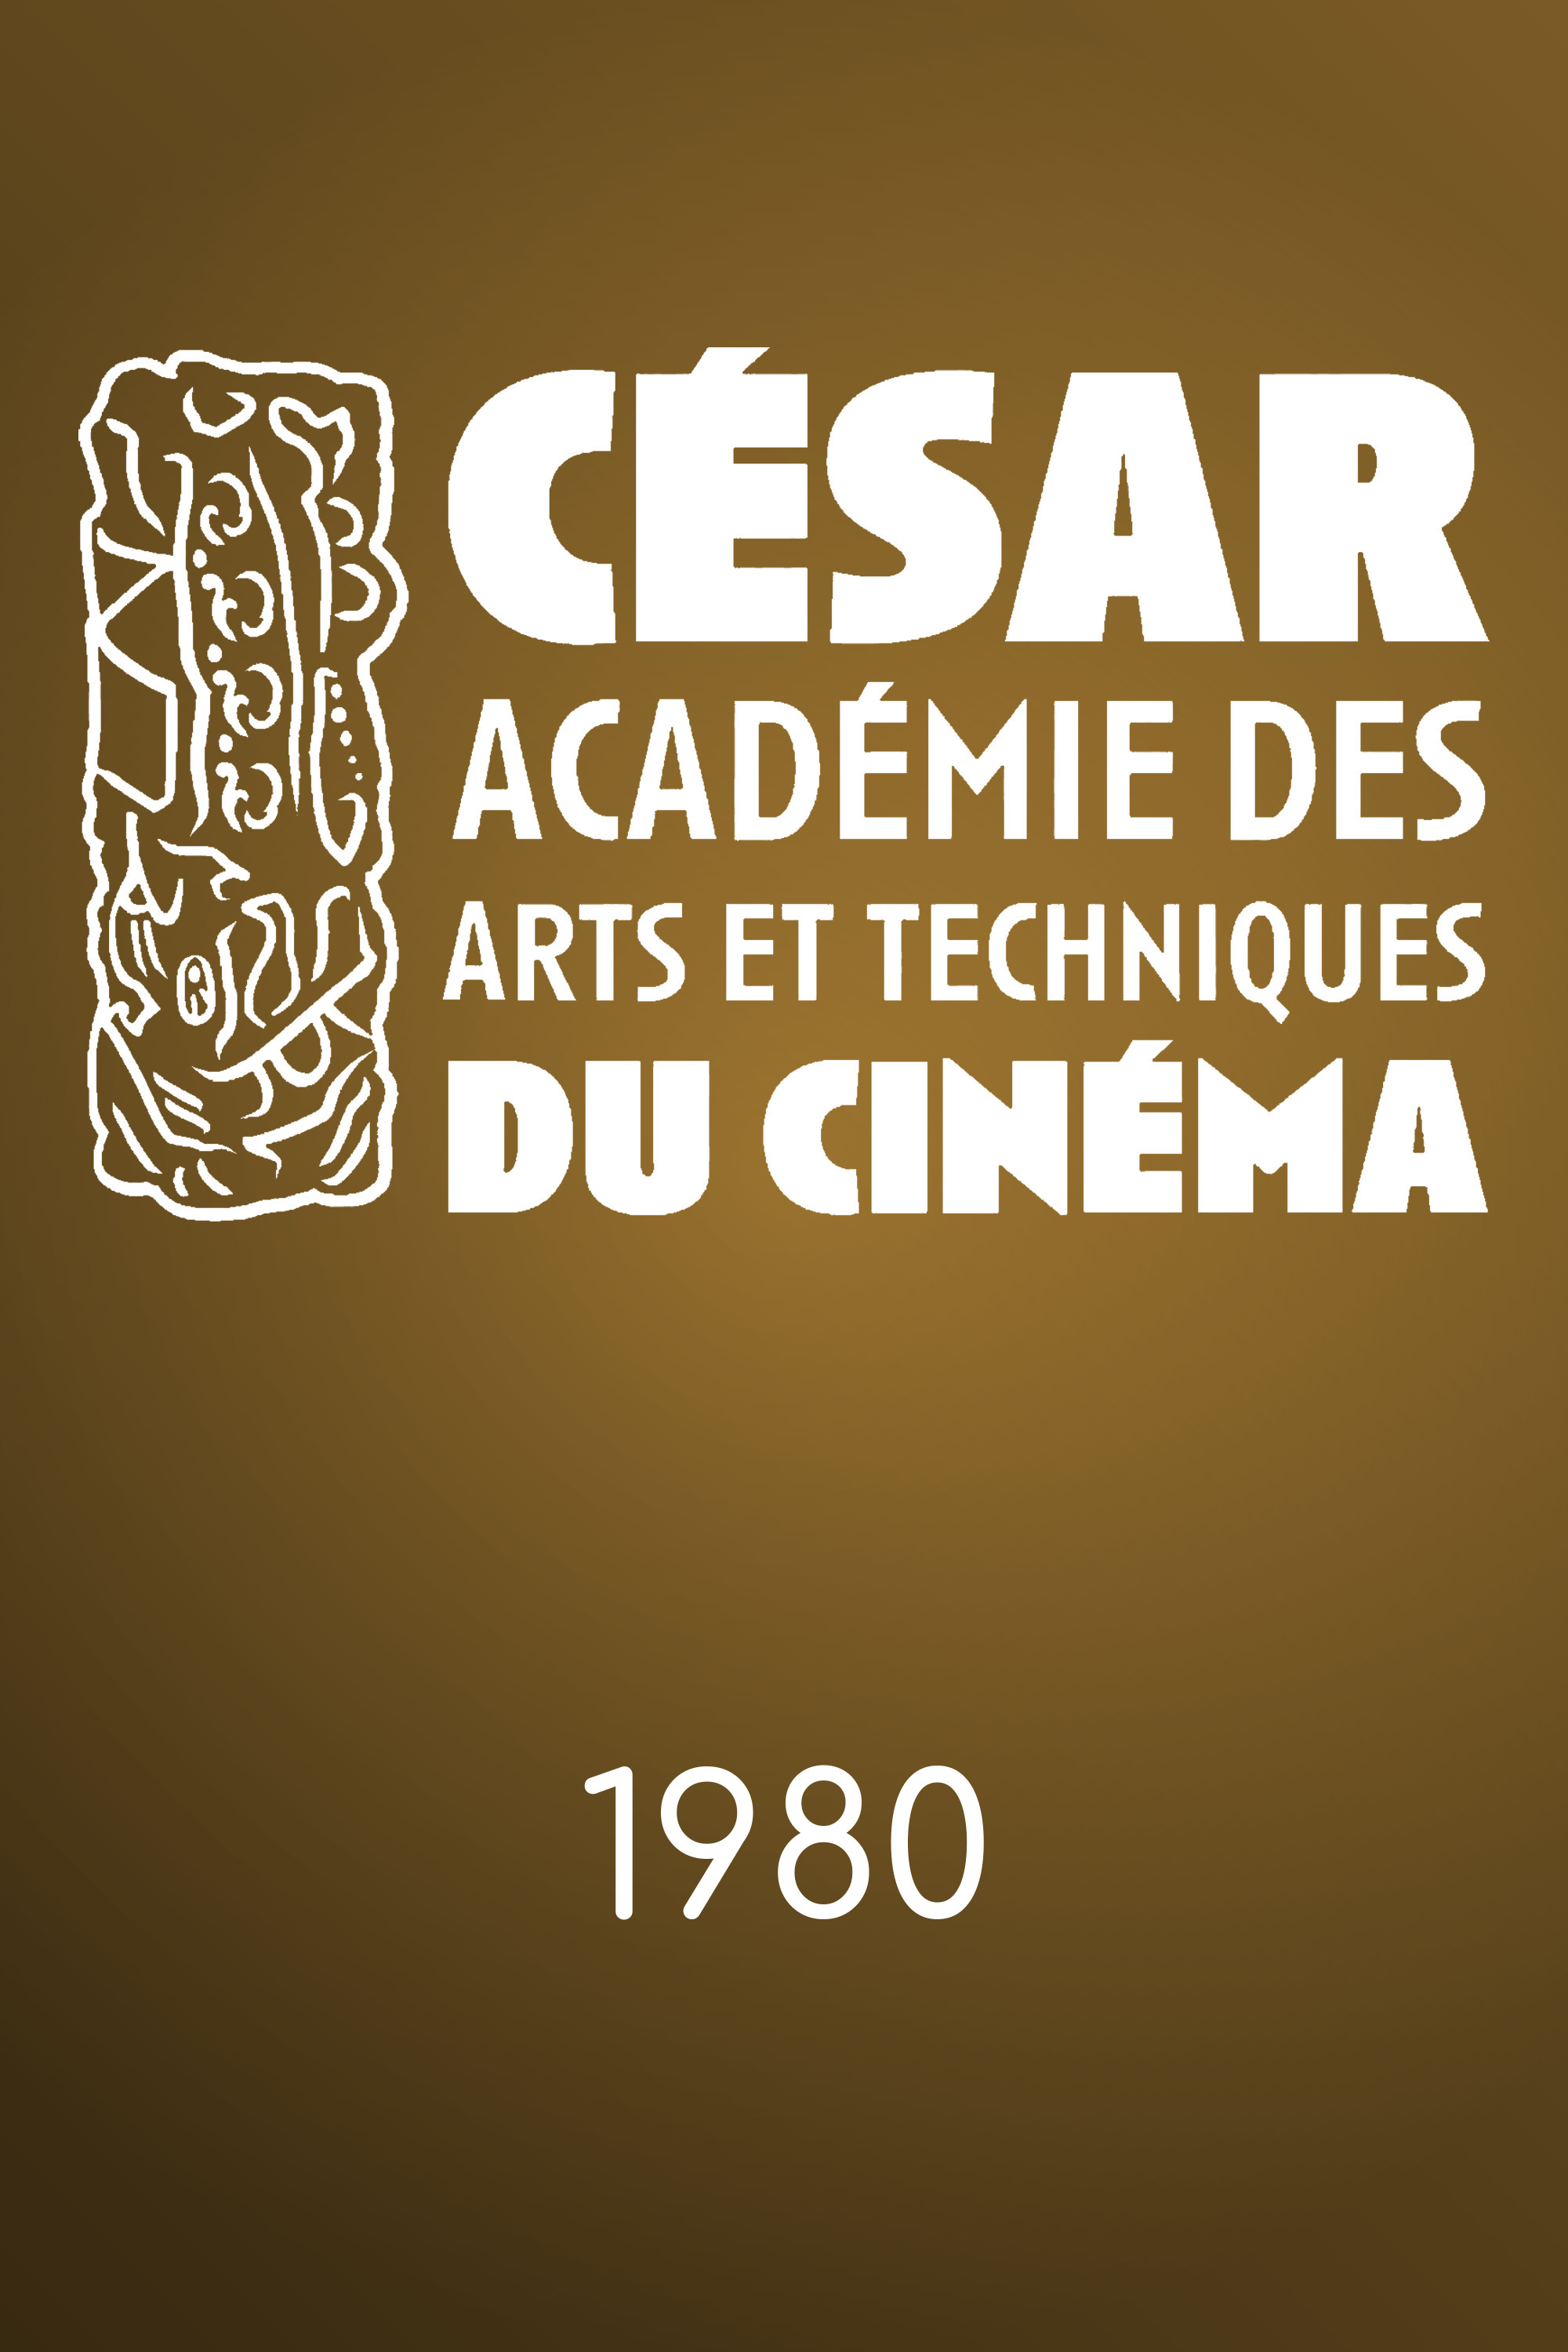 CÉSAR
ACADÉMIE DES
ARTS ET TECHNIQUES
DU CINÉMA
1980